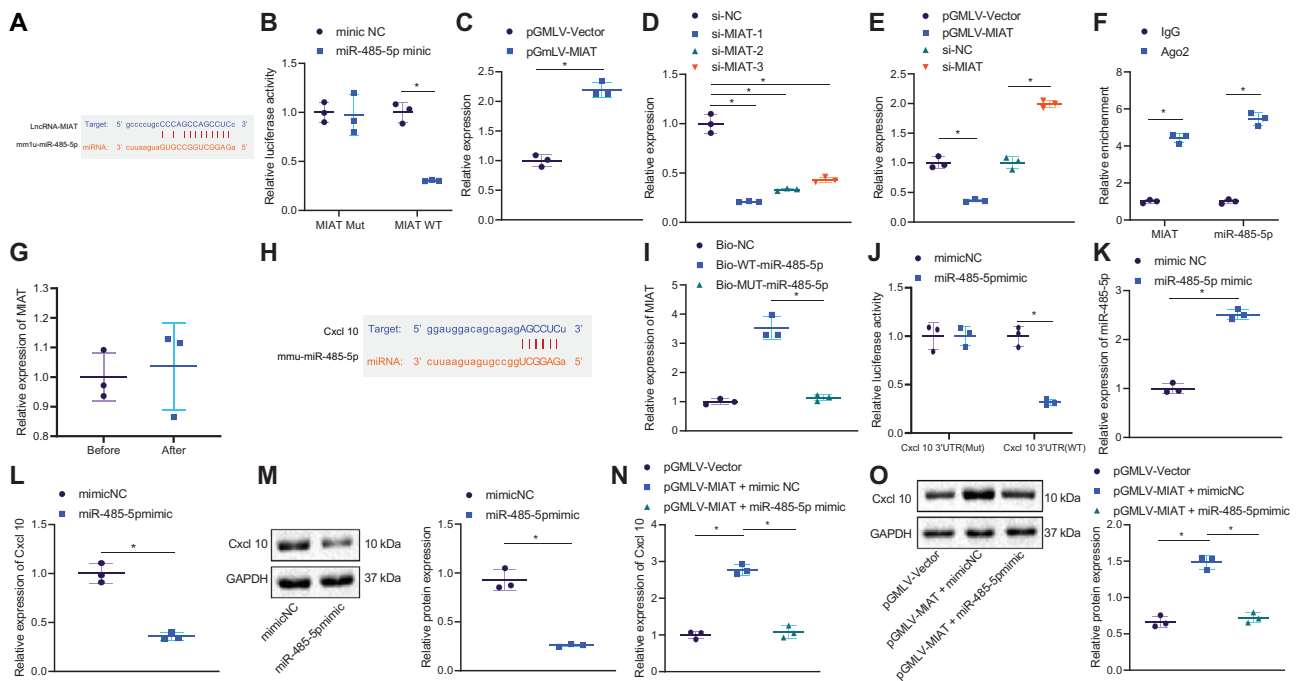 A
LncRNA-MIAT
Target: 5' gccccugcCCCAGCCAGCCUCc 3'
mm1u-miR-485-5p
miRNA: 3' cuuaaguaGUGCCGGUCGGAGa 5'
B
minic NC
miR-485-5p minic
Relative luciferase activity
1.5
1.0
0.5
0.0
MIAT Mut
MIAT WT
*
C
pGMLV-Vector
pGmLV-MIAT
Relative expression
2.5
2.0
1.5
1.0
0.5
0.0
*
D
si-NC
si-MIAT-1
si-MIAT-2
si-MIAT-3
Relative expression
1.5
1.0
0.5
0.0
*
*
*
E
pGMLV-Vector
pGMLV-MIAT
si-NC
si-MIAT
Relative expression
2.5
2.0
1.5
1.0
0.5
0.0
*
*
F
IgG
Ago2
Relative enrichenment
8
6
4
2
0
MIAT
miR-485-5p
*
*
G
Relative expression of MIAT
1.3
1.2
1.1
1.0
0.9
0.8
Before
After
H
Cxcl 10
Target: 5' ggauggacagcagagAGCCUCu 3'
mmu-miR-485-5p
miRNA: 3' cuuaaguagugccggUCGGAGa 5'
I
Bio-NC
Bio-WT-miR-485-5p
Bio-MUT-miR-485-5p
Relative expression of MIAT
5
4
3
2
1
0
*
J
mimicNC
miR-485-5pmimic
Relative luciferase activity
1.5
1.0
0.5
0.0
Cxcl 10 3'UTR(Mut)
Cxcl 10 3'UTR(WT)
*
K
mimic NC
miR-485-5p mimic
Relative expression of miR-485-5p
3
2
1
0
*
L
mimicNC
miR-485-5pmimic
Relative expression of Cxcl 10
1.5
1.0
0.5
0.0
*
M
Cxcl 10
10 kDa
GAPDH
37 kDa
mimicNC
miR-485-5pmimic
mimicNC
miR-485-5pmimic
Relative protein expression
1.5
1.0
0.5
0.0
*
N
pGMLV-Vector
pGMLV-MIAT + mimic NC
pGMLV-MIAT + miR-485-5p mimic
Relative expression of Cxcl 10
4
3
2
1
0
*
*
O
Cxcl 10
10 kDa
GAPDH
37 kDa
pGMLV-Vector
pGMLV-MIAT + mimicNC
pGMLV-MIAT + miR-485-5pmimic
pGMLV-Vector
pGMLV-MIAT + mimicNC
pGMLV-MIAT + miR-485-5pmimic
Relative protein expression
2.0
1.5
1.0
0.5
0.0
*
*